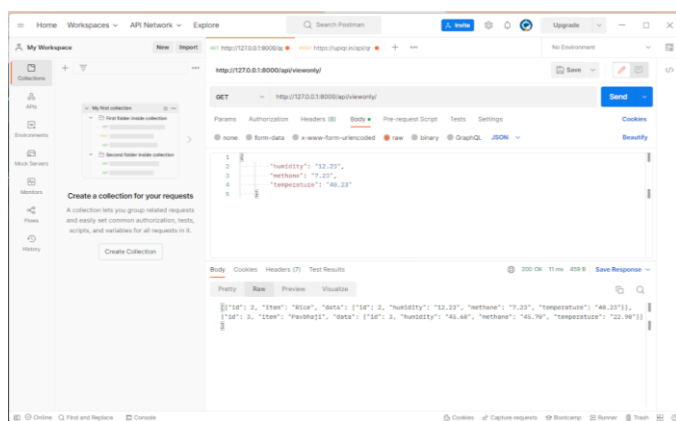 Home Workspaces API Network Explore Search Postman Invite Upgrade
My Workspace New Import GET http://127.0.0.1:8000/ap POST https://upiqr.in/api/qr No Environment
Collections
http://127.0.0.1:8000/api/viewonly/ Save
APIs
GET http://127.0.0.1:8000/api/viewonly/ Send
My first collection
First folder inside collection
Params Authorization Headers (8) Body Pre-request Script Tests Settings Cookies
Environments
none form-data x-www-form-urlencoded raw binary GraphQL JSON Beautify
Second folder inside collection
Mock Servers
1 {
2 "humidity": "12.23",
3 "methane": "7.23",
4 "temperature": "48.23"
5 }
Monitors
Create a collection for your requests
Flows
A collection lets you group related requests
and easily set common authorization, tests,
scripts, and variables for all requests in it.
History
Create Collection
Body Cookies Headers (7) Test Results 200 OK 11 ms 459 B Save Response
Pretty Raw Preview Visualize
[{"id": 2, "item": "Rice", "data": {"id": 2, "humidity": "12.23", "methane": "7.23", "temperature": "48.23"}},
{"id": 3, "item": "PavBhaji", "data": {"id": 3, "humidity": "45.68", "methane": "45.78", "temperature": "22.90"}}]
Online Find and Replace Console Cookies Capture requests Bootcamp Runner Trash